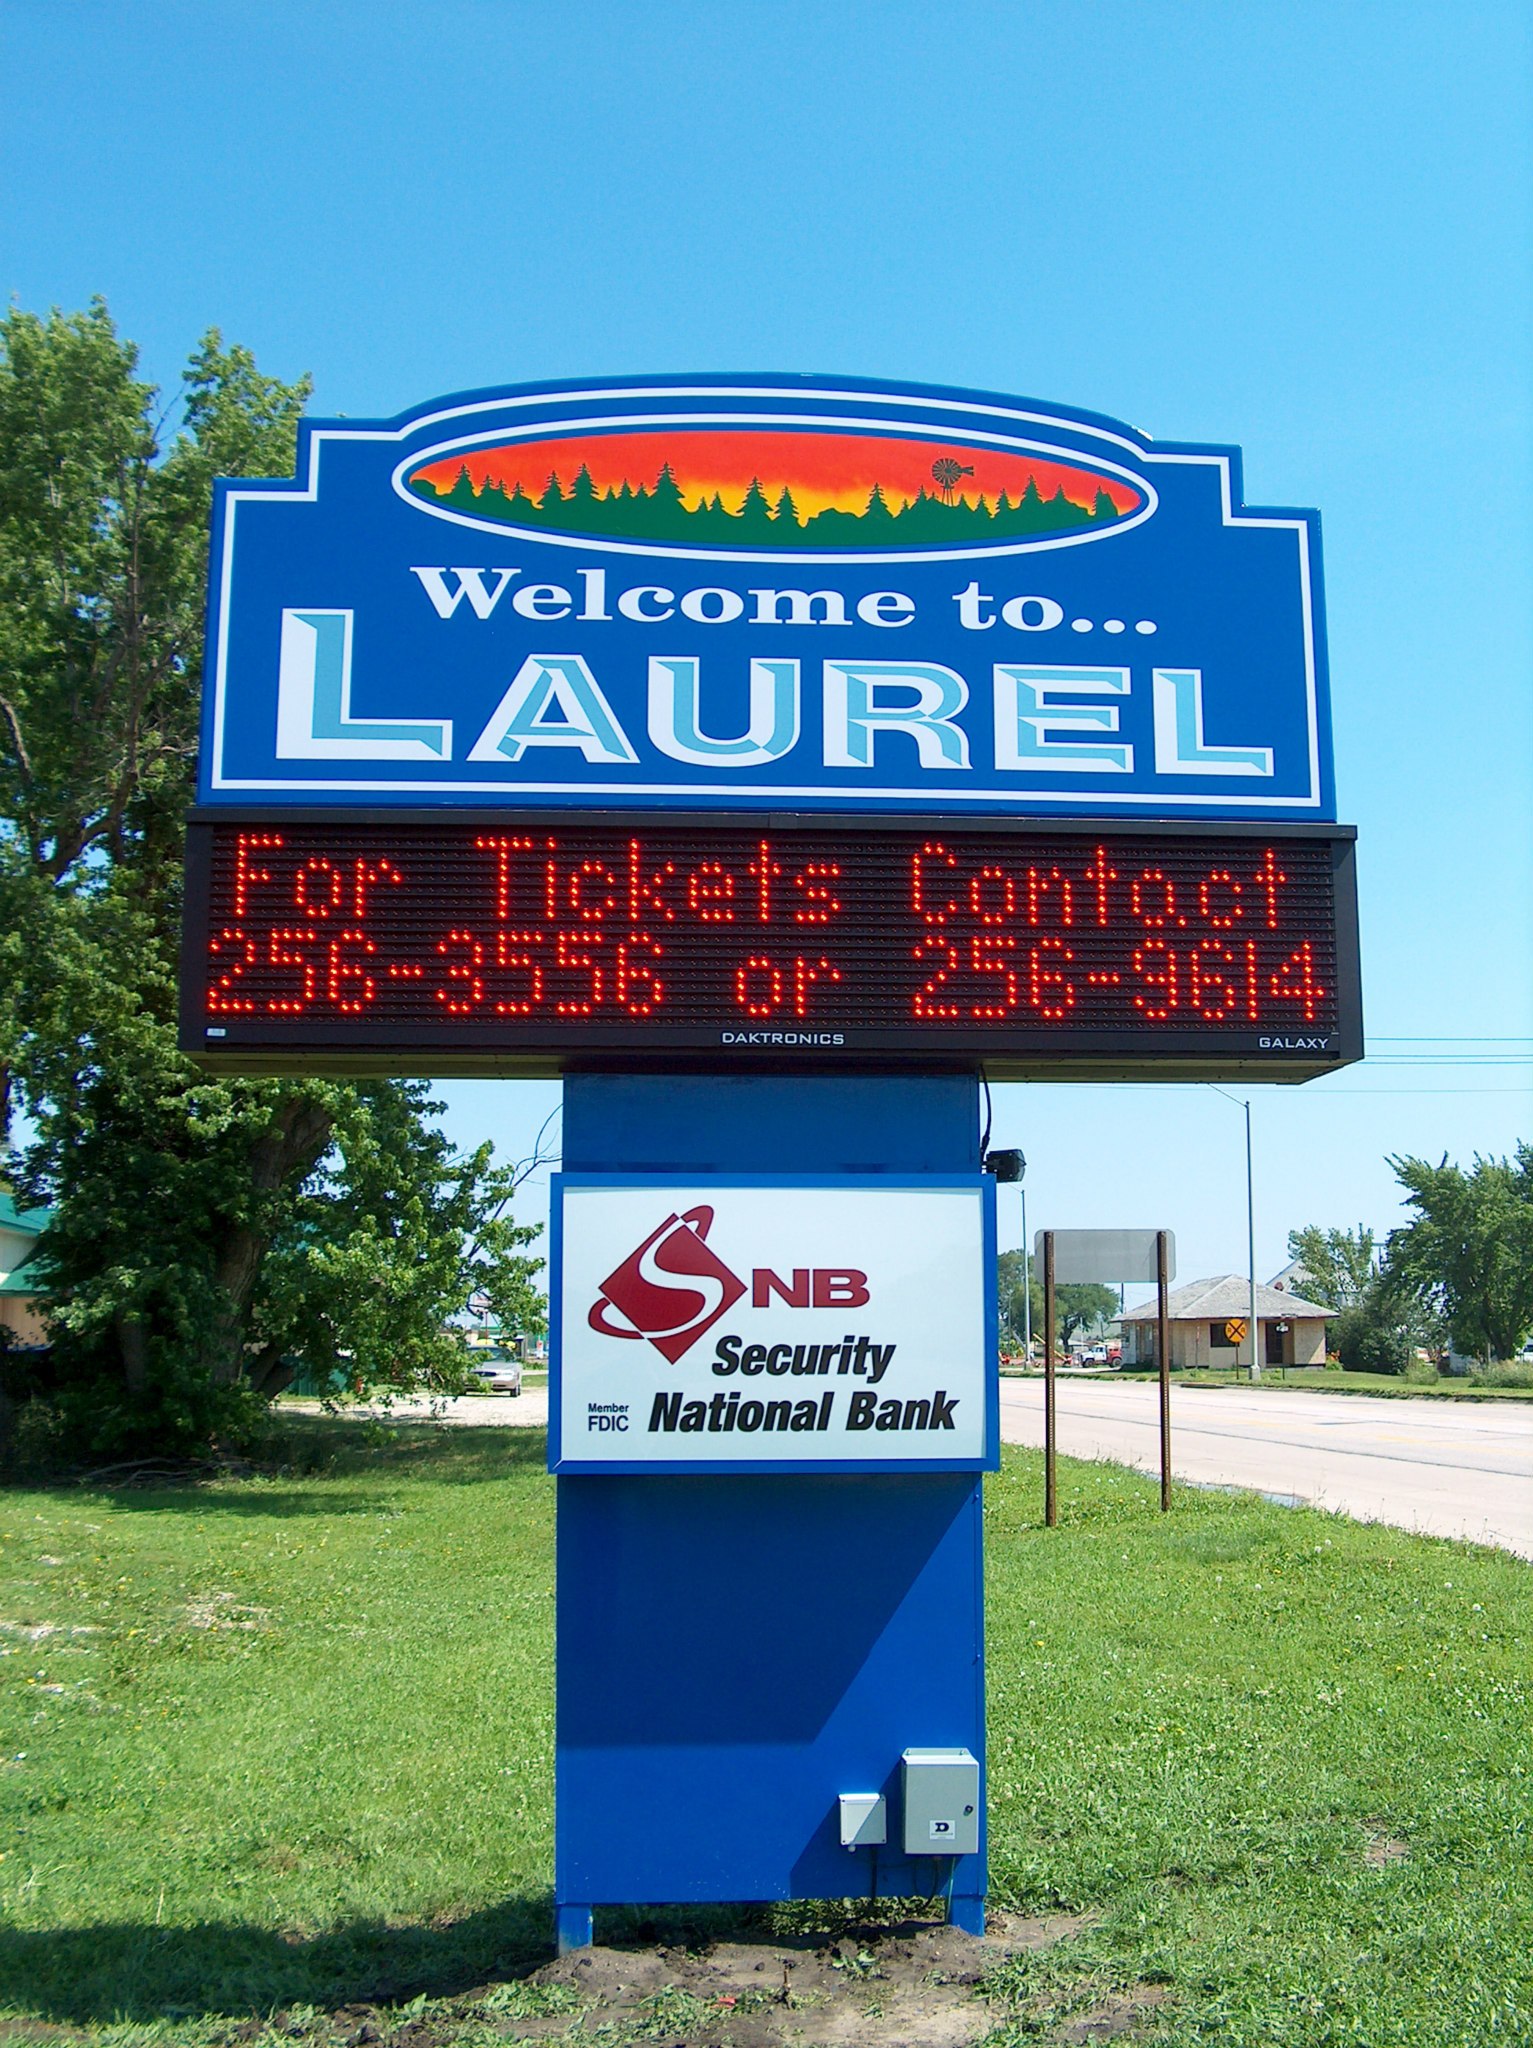 Welcome to...
LAUREL
For Tickets Contact
256-3556 or 256-9614
DAKTRONICS
GALAXY
SNB
Security
National Bank
Member
FDIC
D